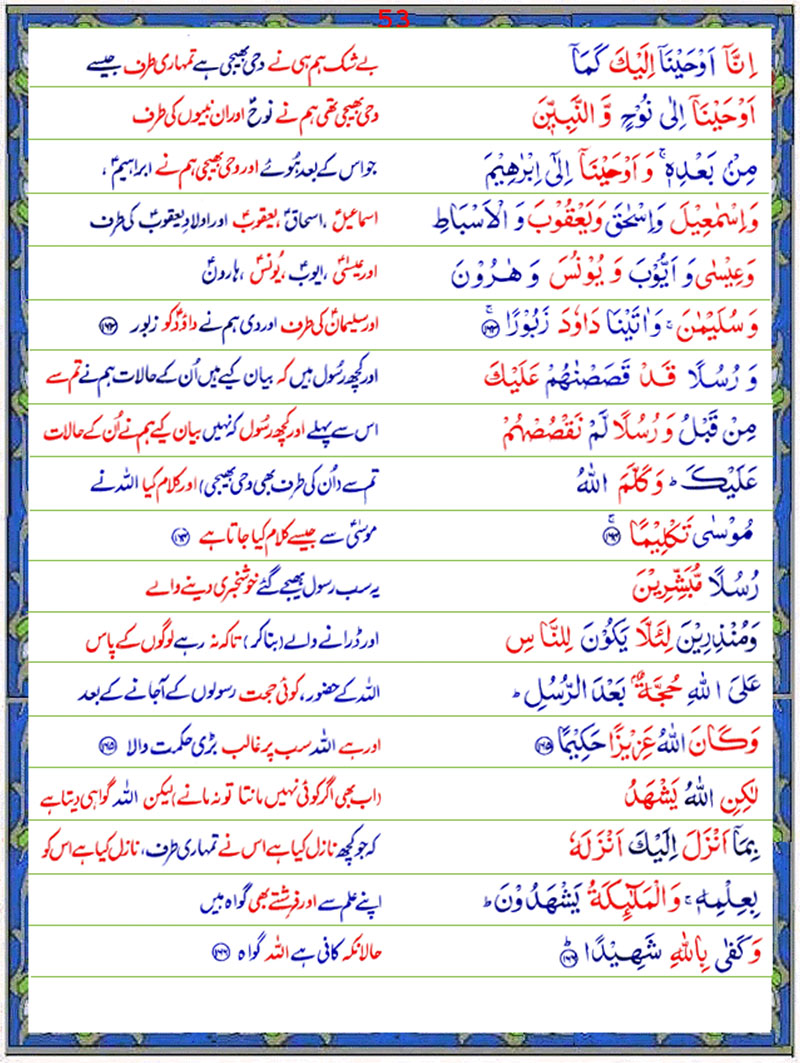 53
اِنَّاۤ اَوۡحَيۡنَاۤ اِلَيۡكَ كَمَاۤ بے شک ہم ہی نے وحی بھیجی ہے تمہاری طرف جیسے
اَوۡحَيۡنَاۤ اِلٰى نُوۡحٍ وَّالنَّبِيّٖنَ وحی بھیجی تھی ہم نے نوحؑ اور ان نبیوں کی طرف
مِنۡۢ بَعۡدِهٖ‌ ۚ وَاَوۡحَيۡنَاۤ اِلٰٓى اِبۡرٰهِيۡمَ جو اس کے بعد ہُوئے اور وحی بھیجی ہم نے ابراہیمؑ ،
وَاِسۡمٰعِيۡلَ وَاِسۡحٰقَ وَيَعۡقُوۡبَ وَالۡاَسۡبَاطِ اسماعیلؑ ،اسحاقؑ ،یعقوبؑ اور اولادِ یعقوبؑ کی طرف
وَعِيۡسٰى وَاَيُّوۡبَ وَيُوۡنُسَ وَهٰرُوۡنَ اور عیسٰیؑ ،ایوبؑ ،یُونسؑ ،ہارونؑ
وَسُلَيۡمٰنَ‌ ۚ وَاٰتَيۡنَا دَاوٗدَ زَبُوۡرًا‌ ۚ‏ ﴿۱۶۳﴾ اور سلیمانؑ کی طرف اور دی ہم نے داؤدؑ کو زبور ﴿۱۶۳﴾
وَرُسُلًا قَدۡ قَصَصۡنٰهُمۡ عَلَيۡكَ اور کچھ رسُول ہیں کہ بیان کیے ہیں اُن کے حالات ہم نے تم سے
مِنۡ قَبۡلُ وَرُسُلًا لَّمۡ نَقۡصُصۡهُمۡ اس سے پہلے اور کچھ رسُول کہ نہیں بیان کیے ہم نے اُن کے حالات
عَلَيۡكَ‌ ؕ وَكَلَّمَ اللّٰهُ تم سے (اُن کی طرف بھی وحی بھیجی) اور کلام کیا اللہ نے
مُوۡسٰى تَكۡلِيۡمًا‌ ۚ‏ ﴿۱۶۴﴾ موسٰیؑ سے جیسے کلام کیا جاتا ہے ﴿۱۶۴﴾
رُسُلًا مُّبَشِّرِيۡنَ یہ سب رسول بھیجے گئے خوشخبری دینے والے
وَمُنۡذِرِيۡنَ لِئَلَّا يَكُوۡنَ لِلنَّاسِ اور ڈرانے والے (بناکر) تاکہ نہ رہے لوگوں کے پاس
عَلَى اللّٰهِ حُجَّةٌ ۢ بَعۡدَ الرُّسُلِ‌ ؕ اللہ کے حضور، کوئی حجت رسولوں کے آجانے کے بعد
وَكَانَ اللّٰهُ عَزِيۡزًا حَكِيۡمًا‏ ﴿۱۶۵﴾ اور ہے اللہ سب پر غالب بڑی حکمت والا ﴿۱۶۵﴾
لٰـكِنِ اللّٰهُ يَشۡهَدُ (اب بھی اگر کوئی نہیں مانتا تو نہ مانے) لیکن اللہ گواہی دیتا ہے
بِمَاۤ اَنۡزَلَ اِلَيۡكَ‌ اَنۡزَلَهٗ کہ جو کچھ نازل کیا ہے اس نے تمہاری طرف، نازل کیا ہے اس کو
بِعِلۡمِهٖ‌ ۚ وَالۡمَلٰٓٮِٕكَةُ يَشۡهَدُوۡنَ‌ ؕ اپنے علم سے اور فرشتے بھی گواہ ہیں
وَكَفٰى بِاللّٰهِ شَهِيۡدًا ؕ‏ ﴿۱۶۶﴾ حالانکہ کافی ہے اللہ گواہ ﴿۱۶۶﴾